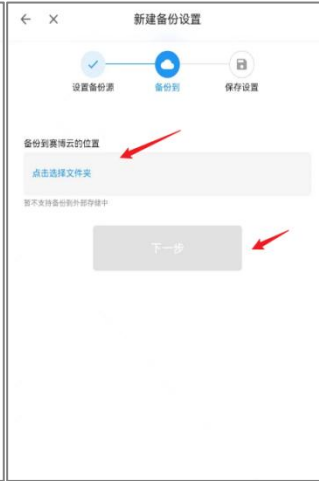 新建备份设置
设置备份源
备份到
保存设置
备份到赛博云的位置
点击选择文件夹
暂不支持备份到外部存储中
下一步